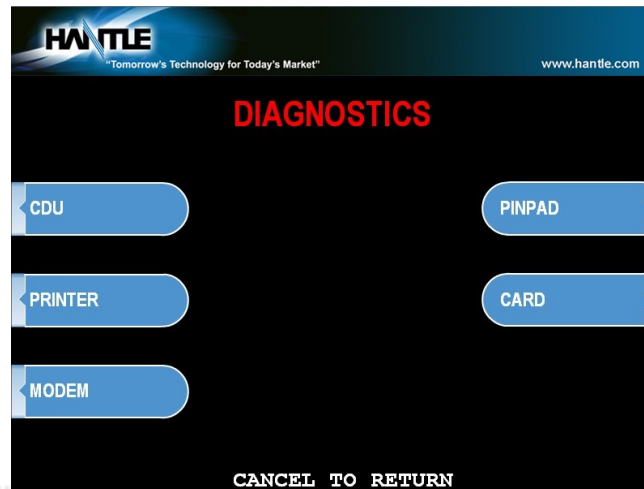 HANTLE
"Tomorrow's Technology for Today's Market"
www.hantle.com
DIAGNOSTICS
CDU
PINPAD
PRINTER
CARD
MODEM
CANCEL TO RETURN